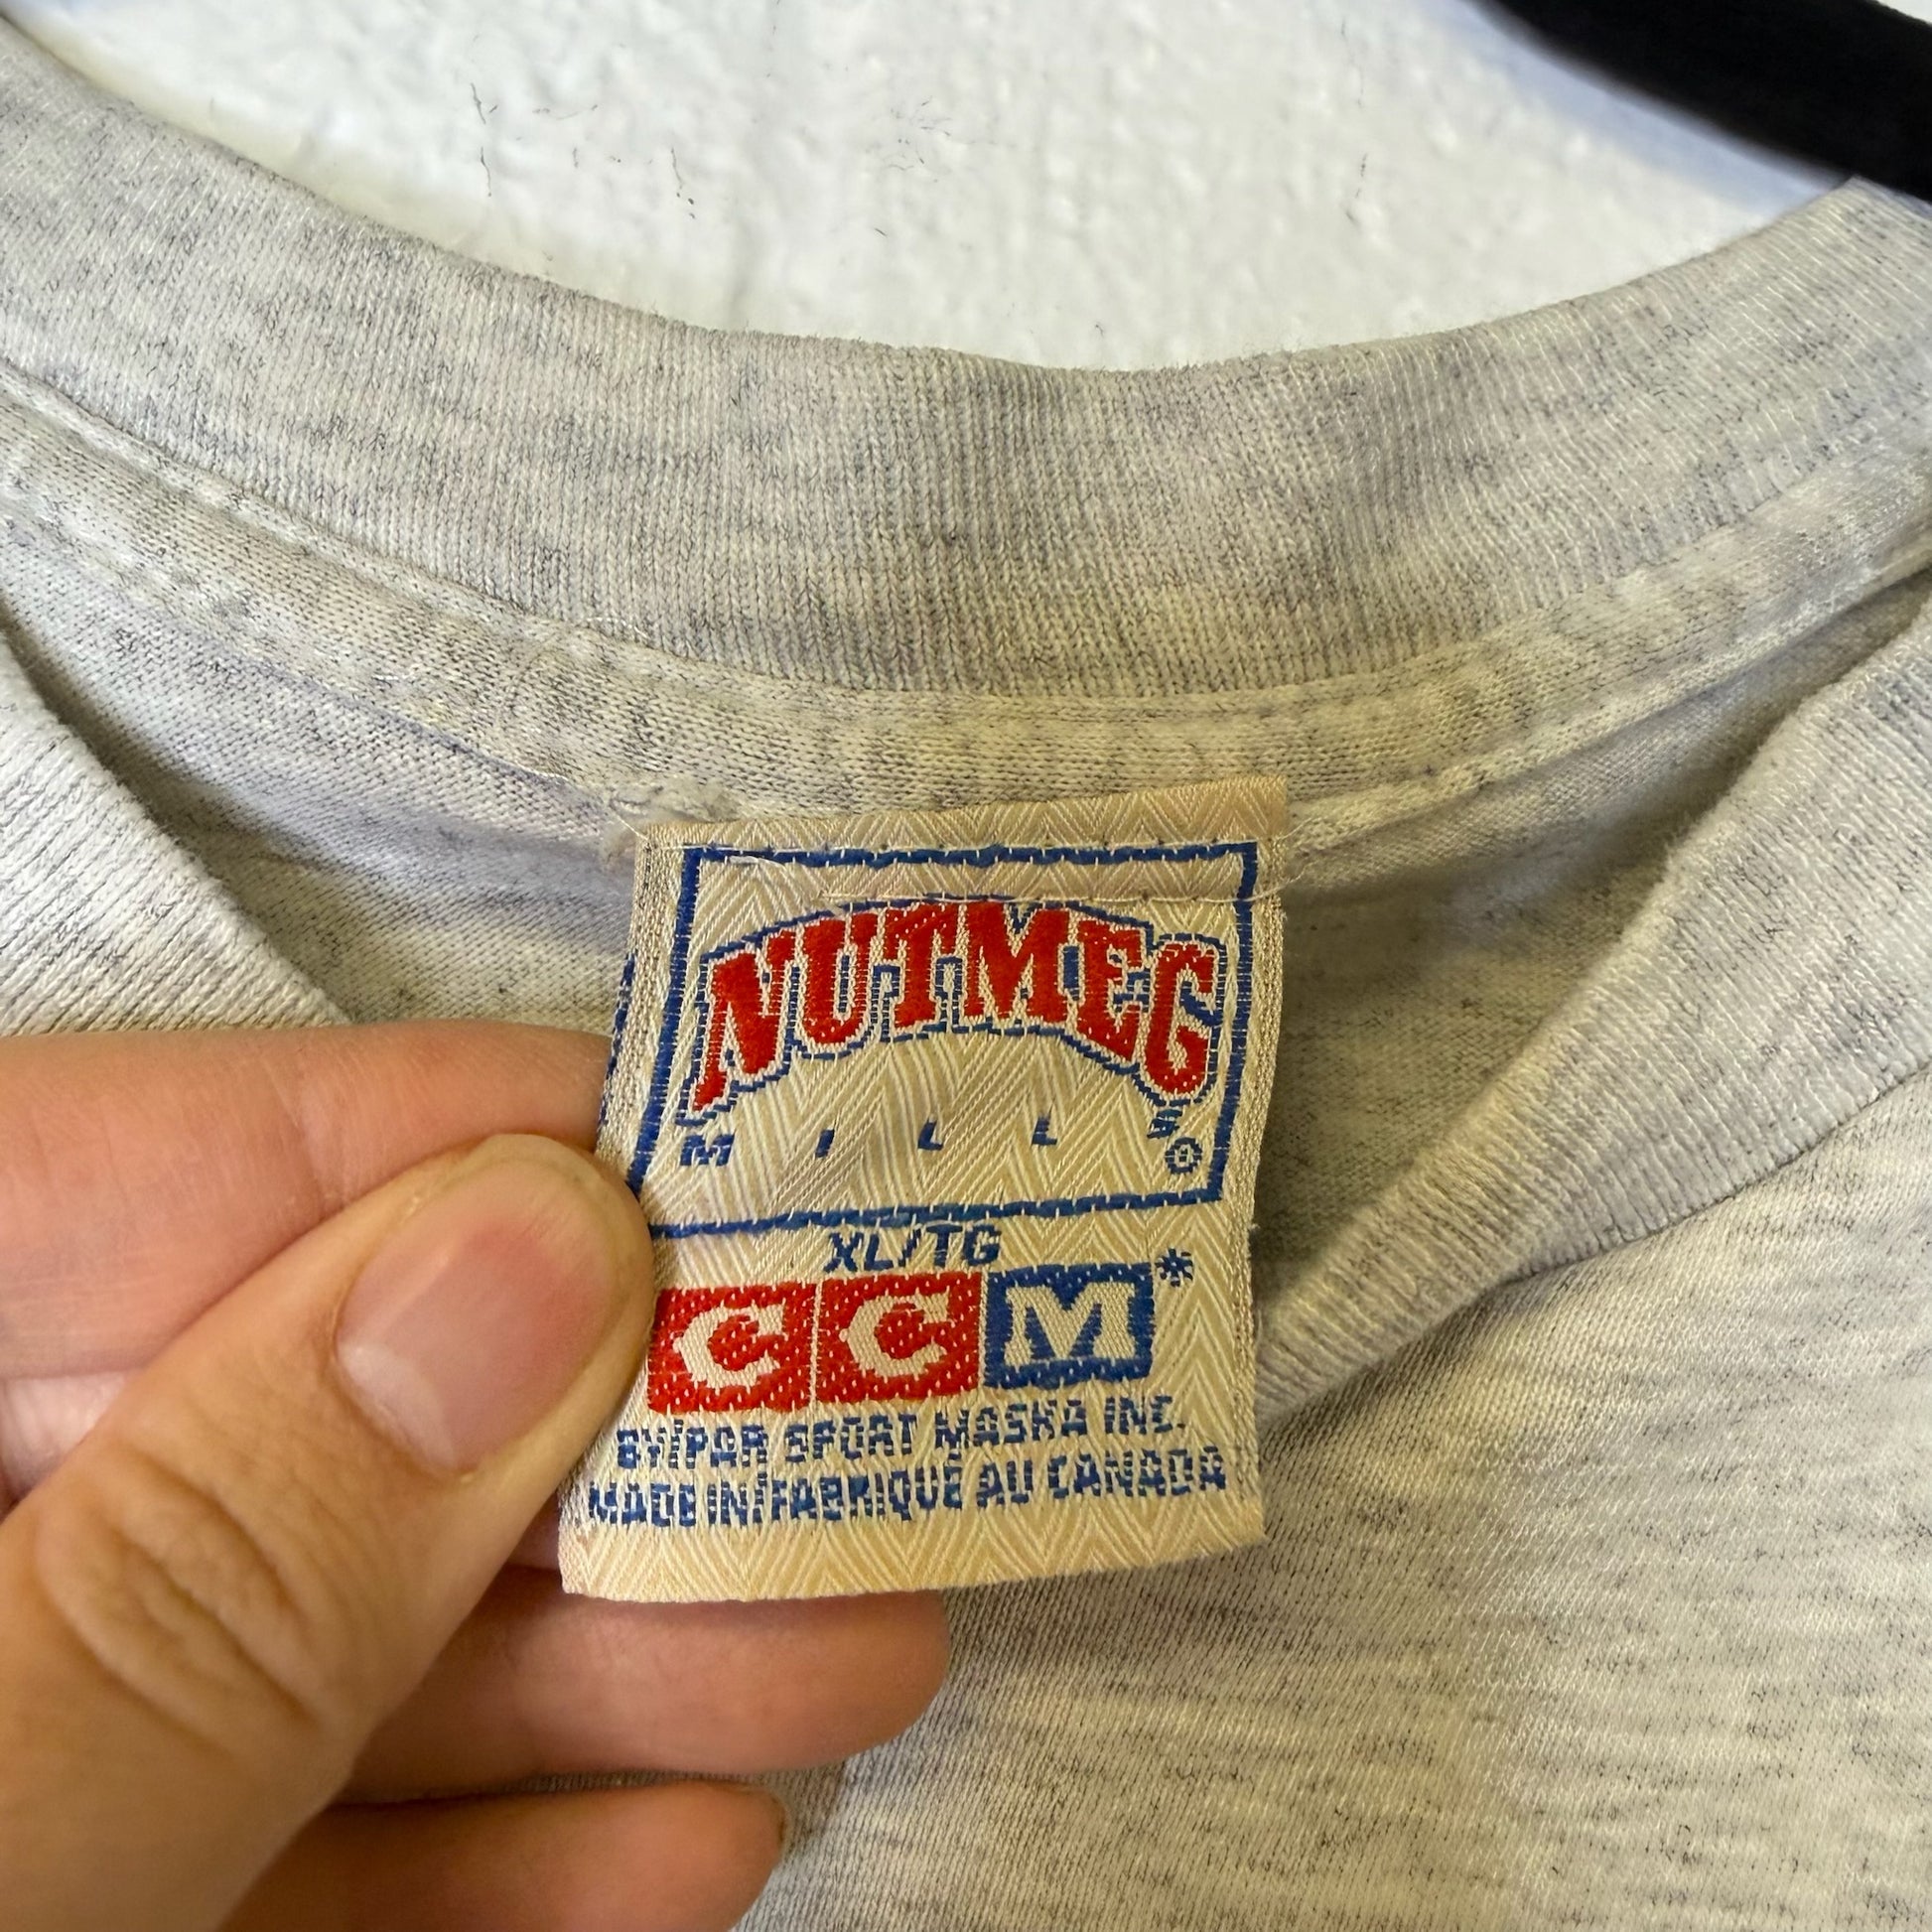 NUTMEG
MILLS®
XL/TG
CCM*
BY/PAR SPORT MASKA INC.
MADE IN/FABRIQUÉ AU CANADA